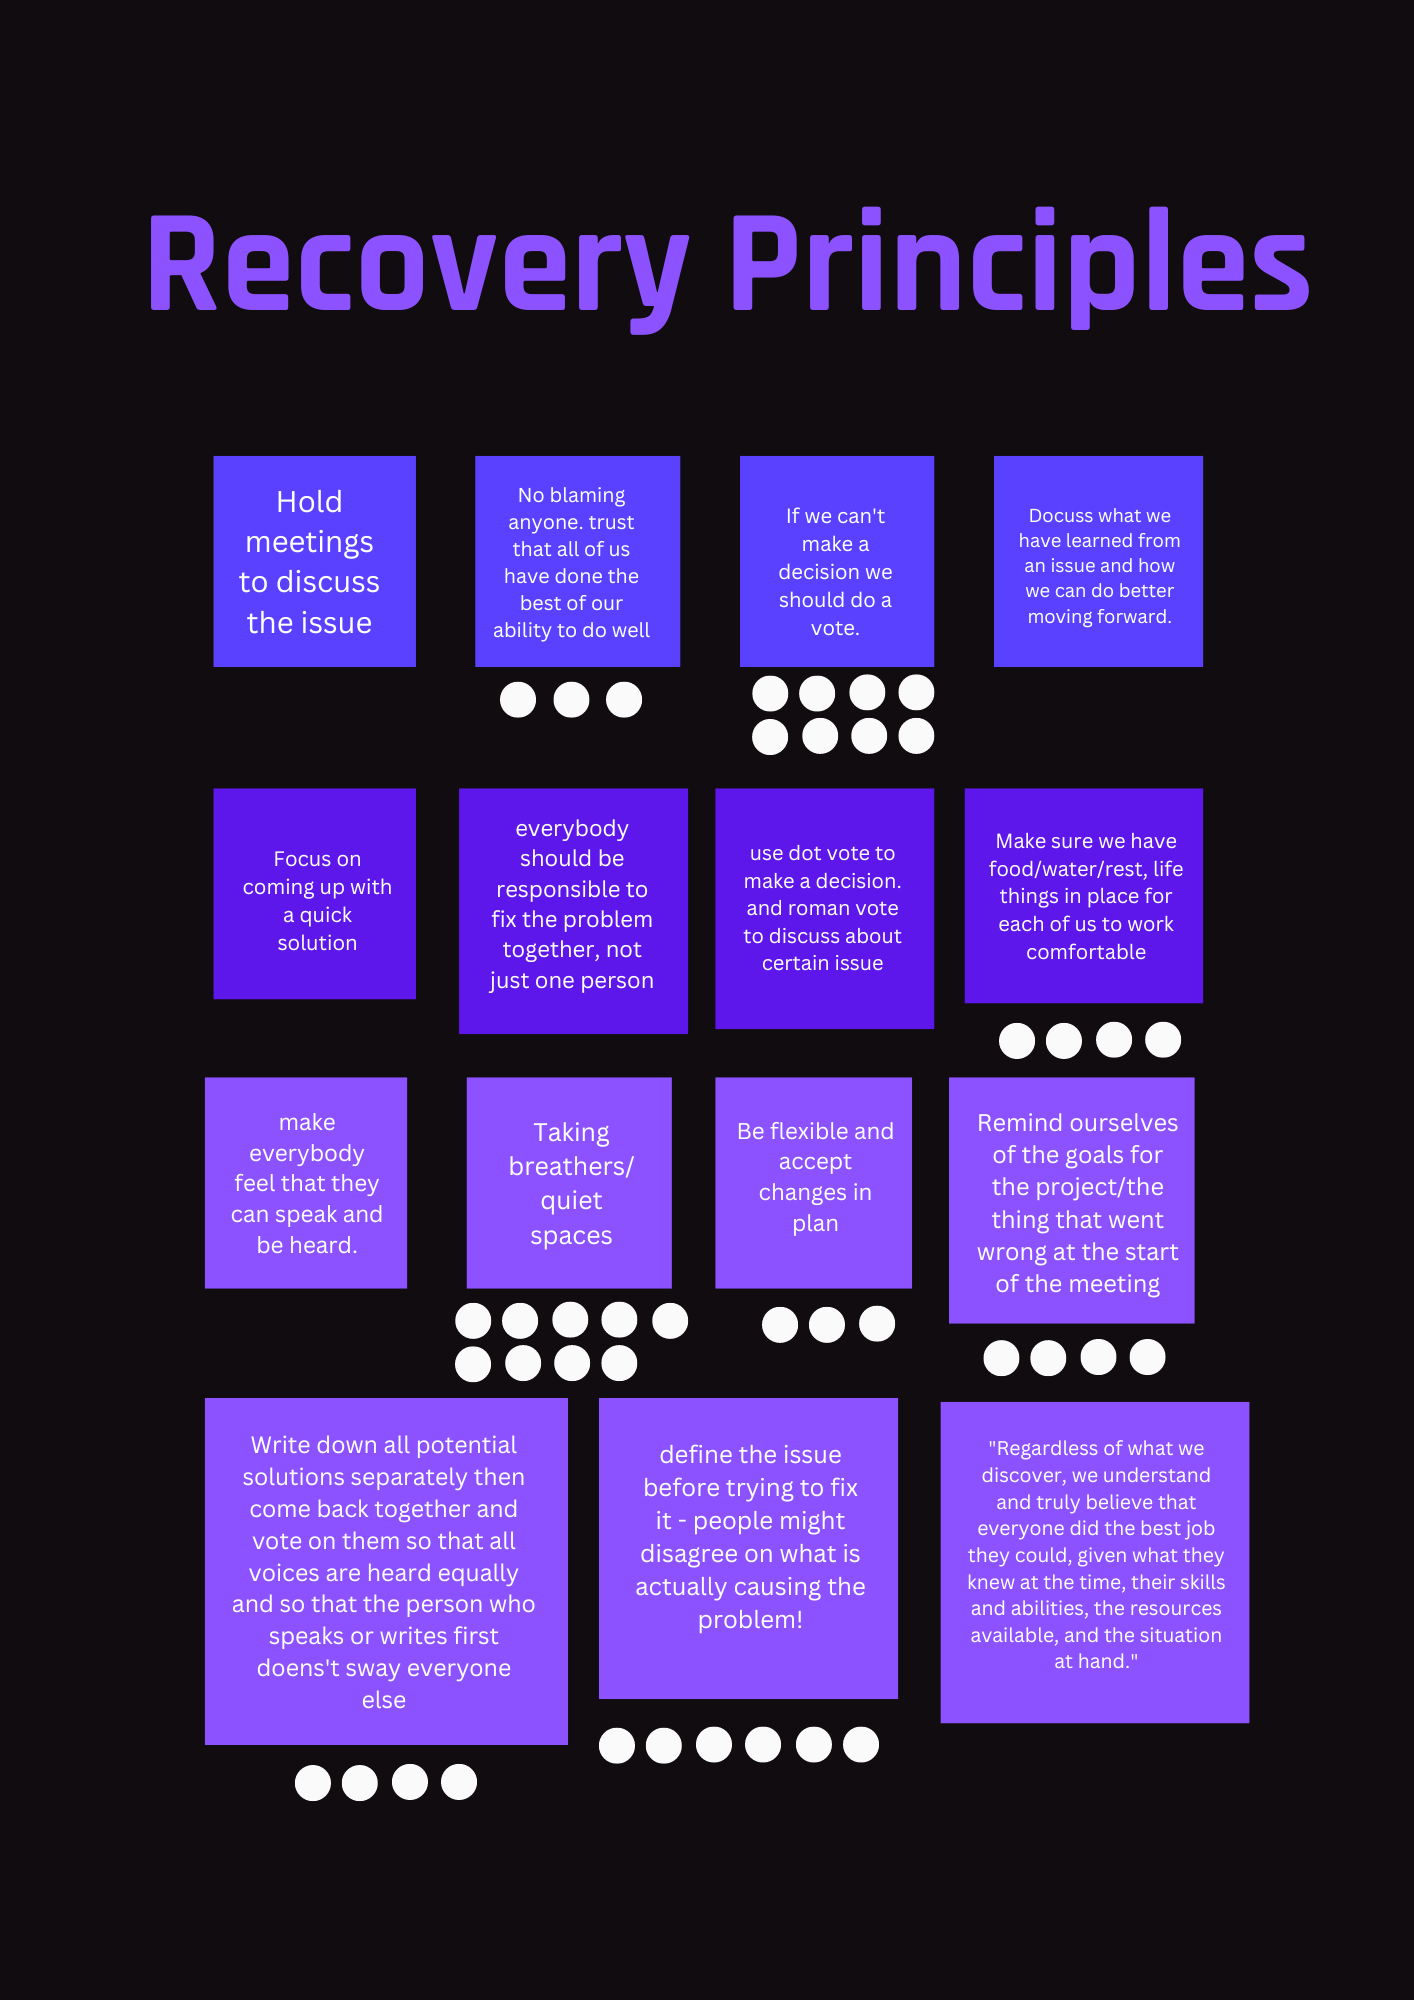 Recovery Principles
Hold
meetings
to discuss
the issue
No blaming
anyone. trust
that all of us
have done the
best of our
ability to do well
If we can't
make a
decision we
should do a
vote.
Docuss what we
have learned from
an issue and how
we can do better
moving forward.
Focus on
coming up with
a quick
solution
everybody
should be
responsible to
fix the problem
together, not
just one person
use dot vote to
make a decision.
and roman vote
to discuss about
certain issue
Make sure we have
food/water/rest, life
things in place for
each of us to work
comfortable
make
everybody
feel that they
can speak and
be heard.
Taking
breathers/
quiet
spaces
Be flexible and
accept
changes in
plan
Remind ourselves
of the goals for
the project/the
thing that went
wrong at the start
of the meeting
Write down all potential
solutions separately then
come back together and
vote on them so that all
voices are heard equally
and so that the person who
speaks or writes first
doens't sway everyone
else
define the issue
before trying to fix
it - people might
disagree on what is
actually causing the
problem!
"Regardless of what we
discover, we understand
and truly believe that
everyone did the best job
they could, given what they
knew at the time, their skills
and abilities, the resources
available, and the situation
at hand."